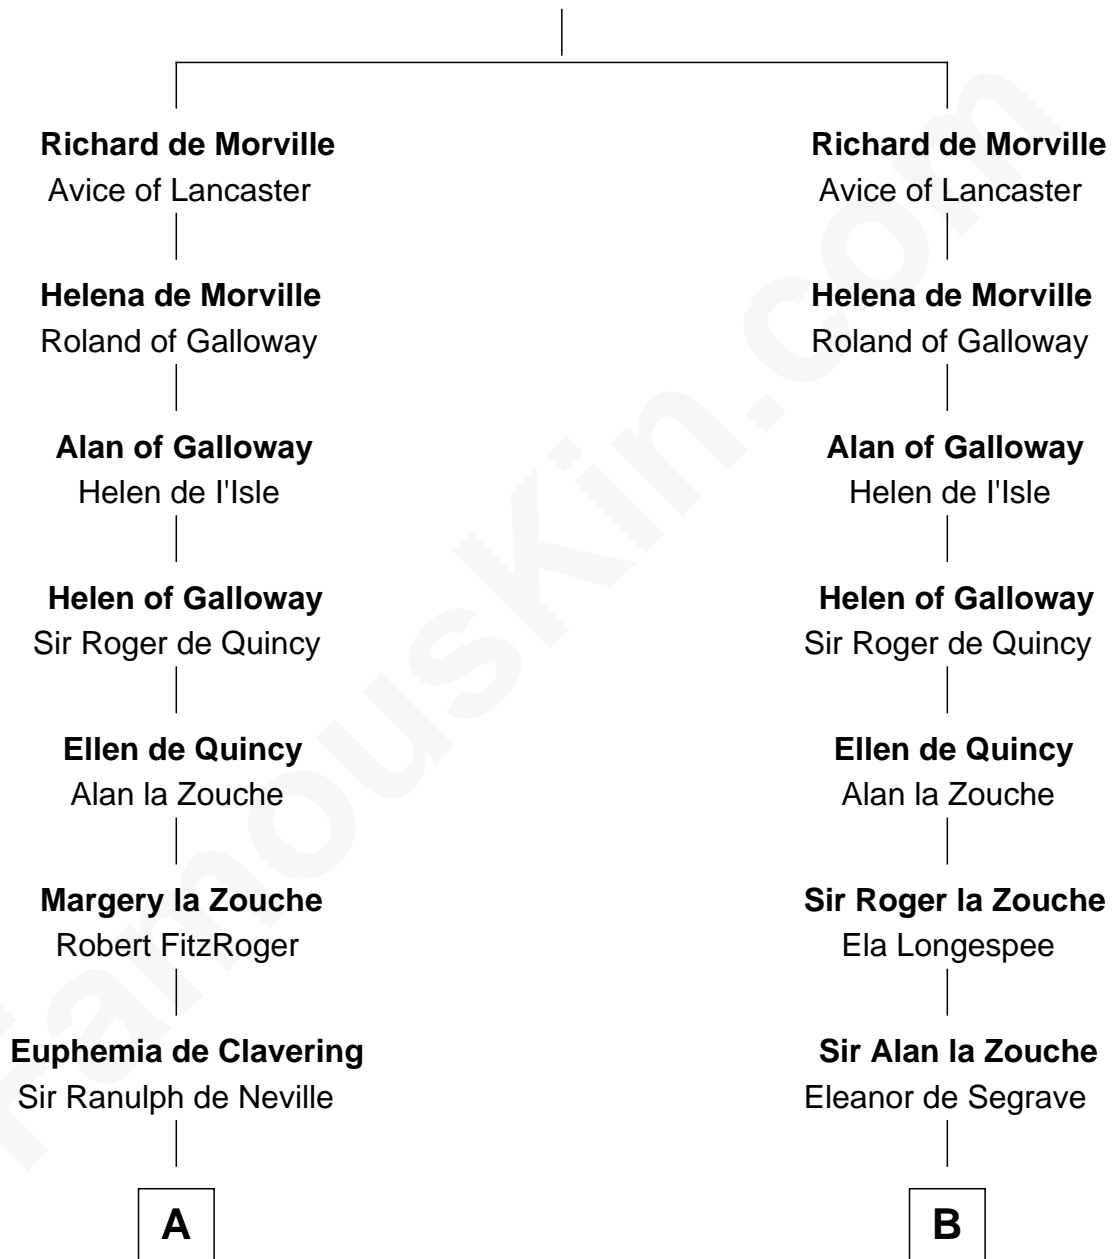 Richard de Morville
Avice of Lancaster
Helena de Morville
Roland of Galloway
Alan of Galloway
Helen de I'Isle
Helen of Galloway
Sir Roger de Quincy
Ellen de Quincy
Alan la Zouche
Margery la Zouche
Robert FitzRoger
Euphemia de Clavering
Sir Ranulph de Neville
A
Richard de Morville
Avice of Lancaster
Helena de Morville
Roland of Galloway
Alan of Galloway
Helen de I'Isle
Helen of Galloway
Sir Roger de Quincy
Ellen de Quincy
Alan la Zouche
Sir Roger la Zouche
Ela Longespee
Sir Alan la Zouche
Eleanor de Segrave
B
FamousKin.com